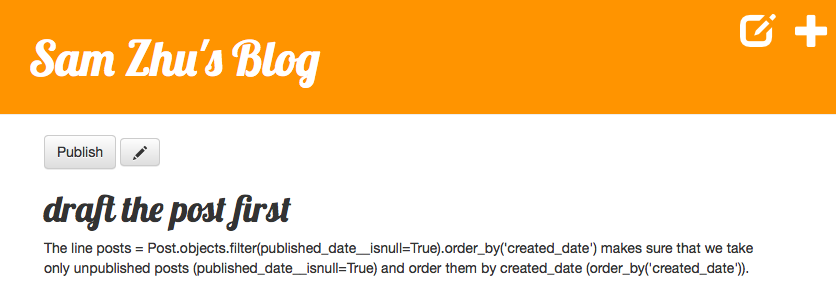 Sam Zhu's Blog
Publish
draft the post first
The line posts = Post.objects.filter(published_date__isnull=True).order_by('created_date') makes sure that we take
only unpublished posts (published_date__isnull=True) and order them by created_date (order_by('created_date')).